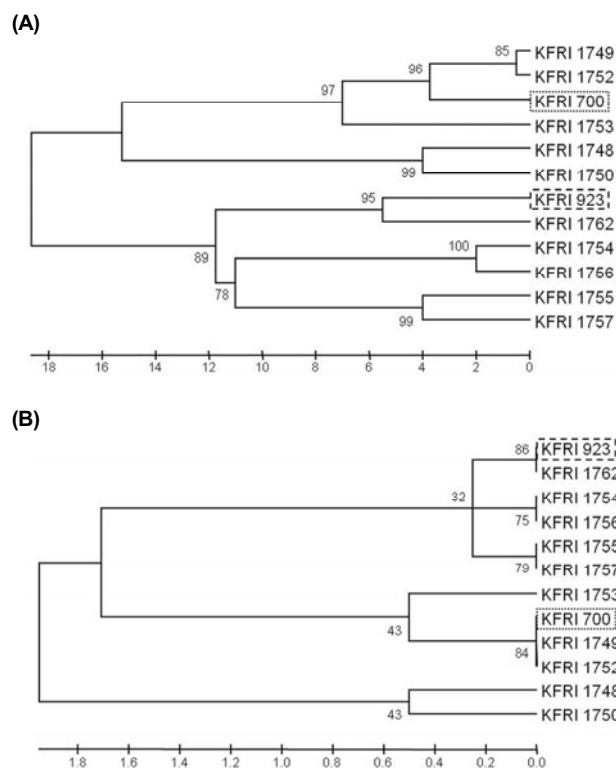 (A)
85
KFRI 1749
KFRI 1752
96
KFRI 700
97
KFRI 1753
KFRI 1748
99
KFRI 1750
95
KFRI 923
KFRI 1762
89
100
KFRI 1754
KFRI 1756
78
KFRI 1755
99
KFRI 1757
18 16 14 12 10 8 6 4 2 0
(B)
86
KFRI 923
KFRI 1762
32
KFRI 1754
75
KFRI 1756
KFRI 1755
79
KFRI 1757
KFRI 1753
KFRI 700
43
KFRI 1749
84
KFRI 1752
KFRI 1748
43
KFRI 1750
1.8 1.6 1.4 1.2 1.0 0.8 0.6 0.4 0.2 0.0